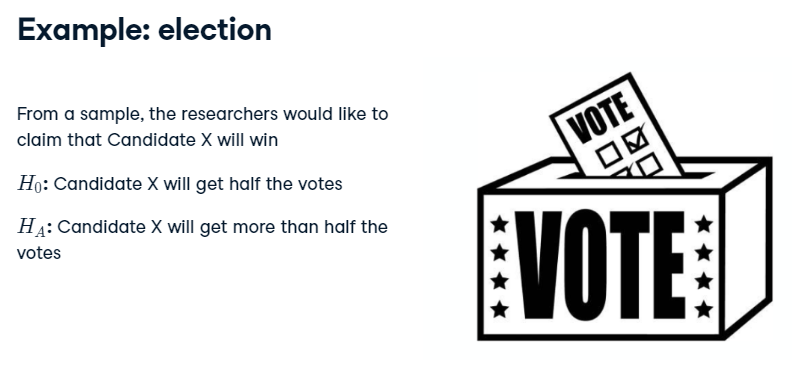 Example: election
From a sample, the researchers would like to
claim that Candidate X will win
H₀: Candidate X will get half the votes
H_A: Candidate X will get more than half the
votes
VOTE
VOTE